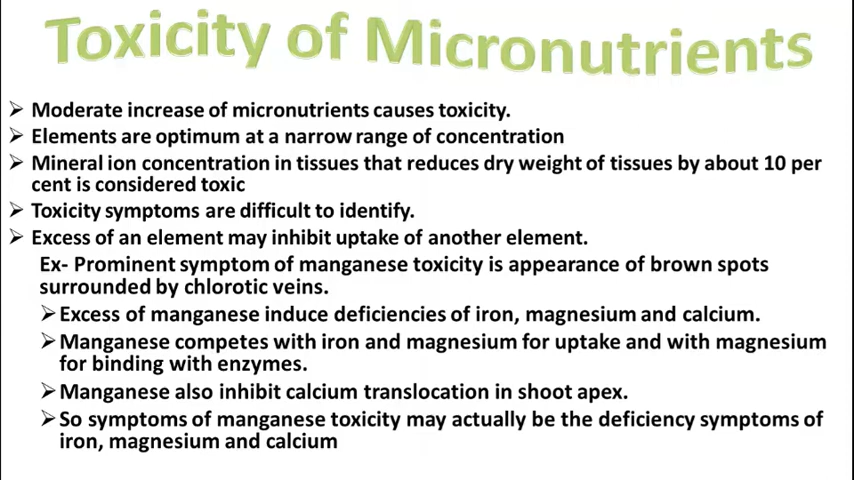 Toxicity of Micronutrients
➢ Moderate increase of micronutrients causes toxicity.
➢ Elements are optimum at a narrow range of concentration
➢ Mineral ion concentration in tissues that reduces dry weight of tissues by about 10 per
cent is considered toxic
➢ Toxicity symptoms are difficult to identify.
➢ Excess of an element may inhibit uptake of another element.
Ex- Prominent symptom of manganese toxicity is appearance of brown spots
surrounded by chlorotic veins.
➢Excess of manganese induce deficiencies of iron, magnesium and calcium.
➢Manganese competes with iron and magnesium for uptake and with magnesium
for binding with enzymes.
➢Manganese also inhibit calcium translocation in shoot apex.
➢So symptoms of manganese toxicity may actually be the deficiency symptoms of
iron, magnesium and calcium